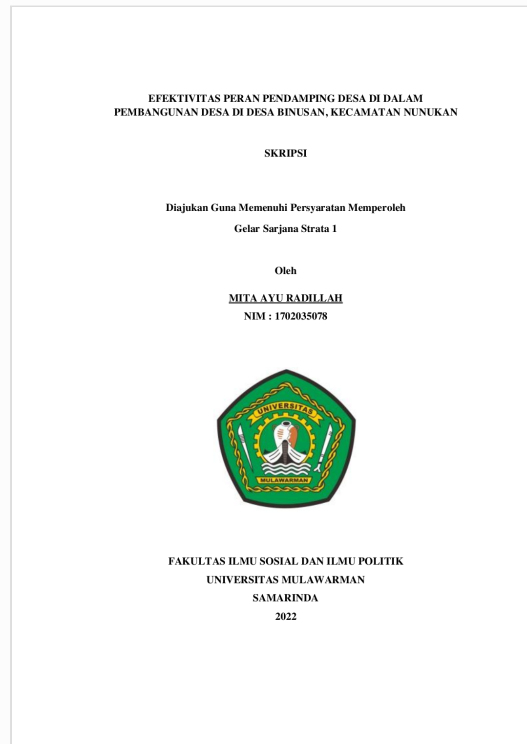 EFEKTIVITAS PERAN PENDAMPING DESA DI DALAM
PEMBANGUNAN DESA DI DESA BINUSAN, KECAMATAN NUNUKAN
SKRIPSI
Diajukan Guna Memenuhi Persyaratan Memperoleh
Gelar Sarjana Strata 1
Oleh
MITA AYU RADILLAH
NIM : 1702035078
UNIVERSITAS
MULAWARMAN
FAKULTAS ILMU SOSIAL DAN ILMU POLITIK
UNIVERSITAS MULAWARMAN
SAMARINDA
2022